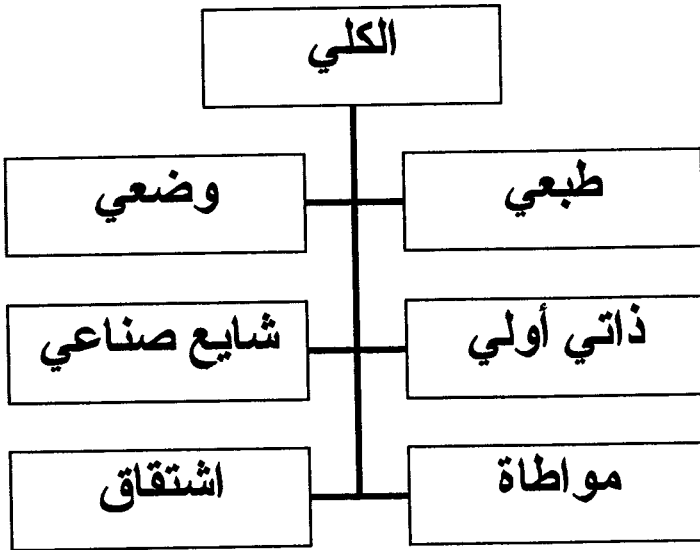 الكلي
طبعي
وضعي
ذاتي أولي
شايع صناعي
مواطاة
اشتقاق